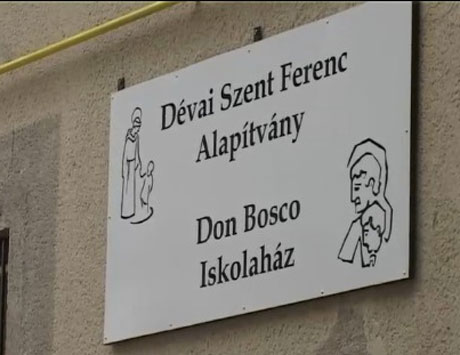 Dévai Szent Ferenc
Alapítvány
Don Bosco
Iskolaház